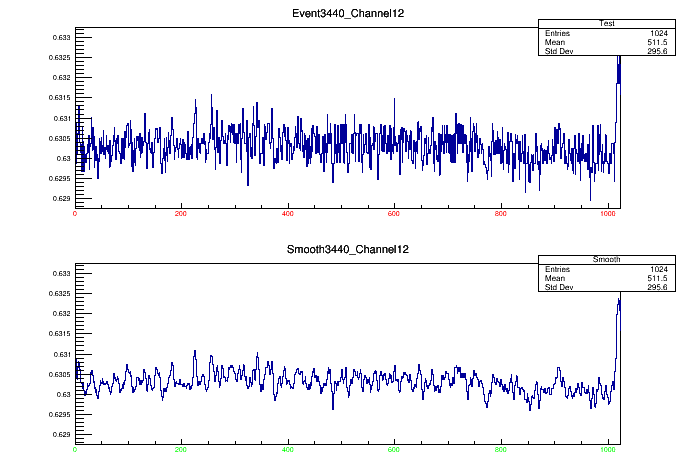 Event3440_Channel12
Test
Entries 1024
Mean 511.5
Std Dev 295.6
0.633
0.6325
0.632
0.6315
0.631
0.6305
0.63
0.6295
0.629
0 200 400 600 800 1000
Smooth3440_Channel12
Smooth
Entries 1024
Mean 511.5
Std Dev 295.6
0.633
0.6325
0.632
0.6315
0.631
0.6305
0.63
0.6295
0.629
0 200 400 600 800 1000